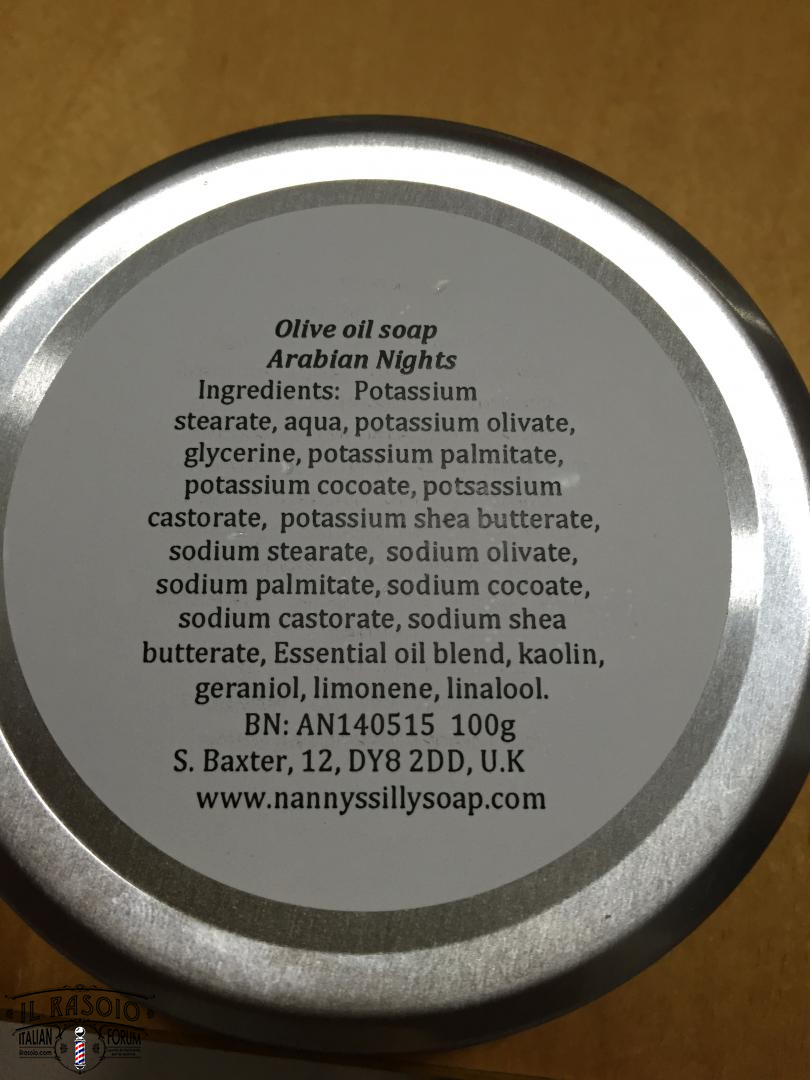 Olive oil soap
Arabian Nights
Ingredients: Potassium
stearate, aqua, potassium olivate,
glycerine, potassium palmitate,
potassium cocoate, potsassium
castorate, potassium shea butterate,
sodium stearate, sodium olivate,
sodium palmitate, sodium cocoate,
sodium castorate, sodium shea
butterate, Essential oil blend, kaolin,
geraniol, limonene, linalool.
BN: AN140515 100g
S. Baxter, 12, DY8 2DD, U.K
www.nannyssillysoap.com
IL RASOIO
ITALIAN FORUM
ilrasoio.com